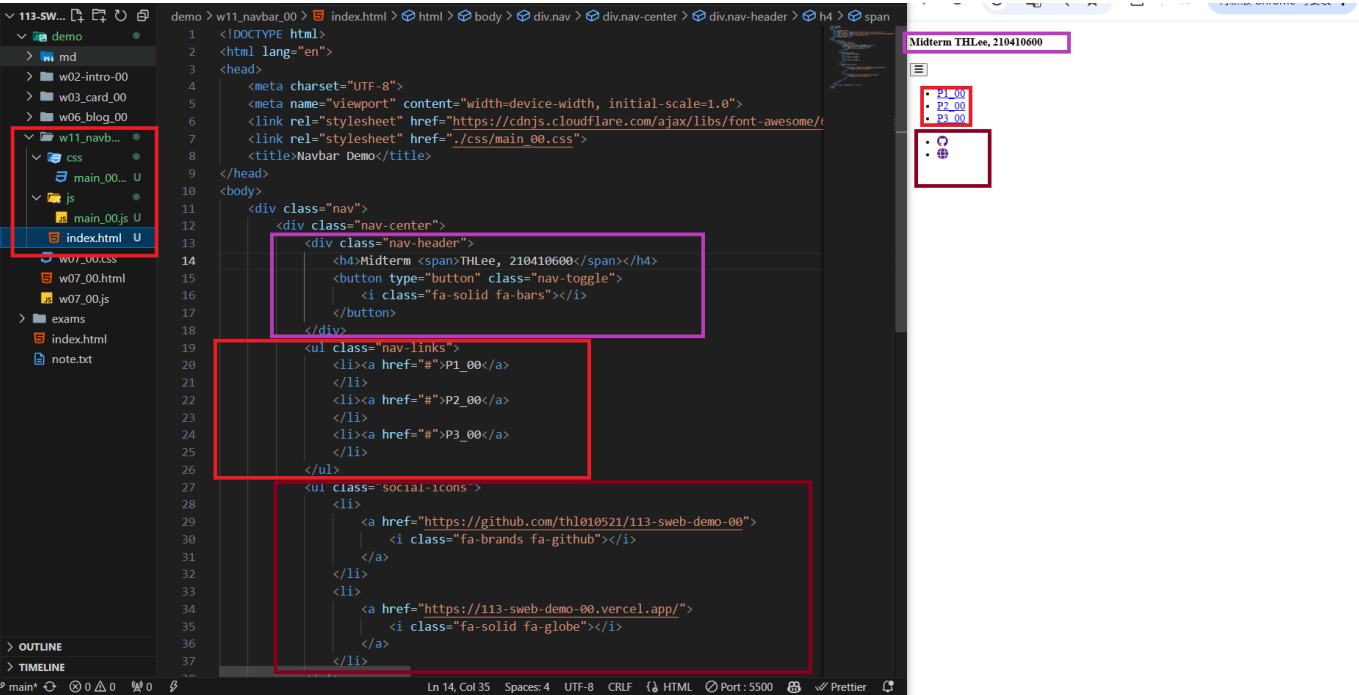 113-SW...
demo
md
w02-intro-00
w03_card_00
w06_blog_00
w11_navb...
css
main_00... U
js
main_00.js U
index.html U
w07_00.css
w07_00.html
w07_00.js
exams
index.html
note.txt
OUTLINE
TIMELINE
demo > w11_navbar_00 > index.html > html > body > div.nav > div.nav-center > div.nav-header > h4 > span
1 <!DOCTYPE html>
2 <html lang="en">
3 <head>
4 <meta charset="UTF-8">
5 <meta name="viewport" content="width=device-width, initial-scale=1.0">
6 <link rel="stylesheet" href="https://cdnjs.cloudflare.com/ajax/libs/font-awesome/6
7 <link rel="stylesheet" href="./css/main_00.css">
8 <title>Navbar Demo</title>
9 </head>
10 <body>
11 <div class="nav">
12 <div class="nav-center">
13 <div class="nav-header">
14 <h4>Midterm <span>THLee, 210410600</span></h4>
15 <button type="button" class="nav-toggle">
16 <i class="fa-solid fa-bars"></i>
17 </button>
18 </div>
19 <ul class="nav-links">
20 <li><a href="#">P1_00</a>
21 </li>
22 <li><a href="#">P2_00</a>
23 </li>
24 <li><a href="#">P3_00</a>
25 </li>
26 </ul>
27 <ul class="social-icons">
28 <li>
29 <a href="https://github.com/thl010521/113-sweb-demo-00">
30 <i class="fa-brands fa-github"></i>
31 </a>
32 </li>
33 <li>
34 <a href="https://113-sweb-demo-00.vercel.app/">
35 <i class="fa-solid fa-globe"></i>
36 </a>
37 </li>
main* 0 0 0 Ln 14, Col 35 Spaces: 4 UTF-8 CRLF {} HTML Port : 5500 Prettier
Midterm THLee, 210410600
P1_00
P2_00
P3_00